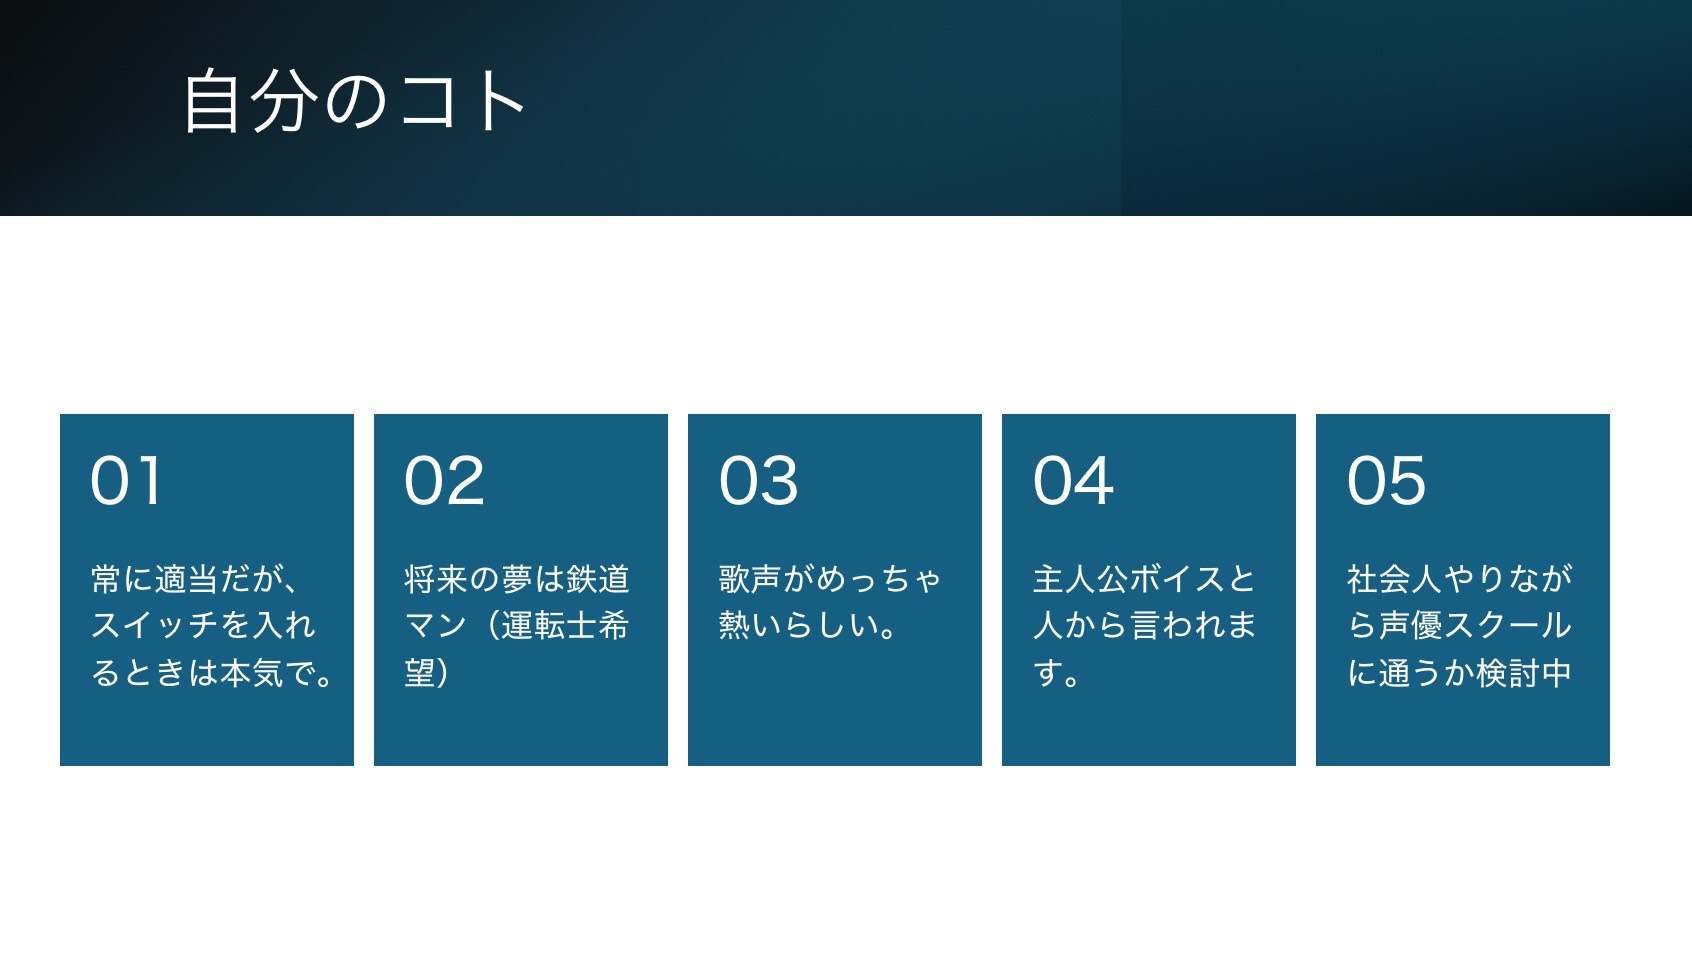 自分のコト
01
常に適当だが、
スイッチを入れ
るときは本気で。
02
将来の夢は鉄道
マン（運転士希
望）
03
歌声がめっちゃ
熱いらしい。
04
主人公ボイスと
人から言われま
す。
05
社会人やりなが
ら声優スクール
に通うか検討中